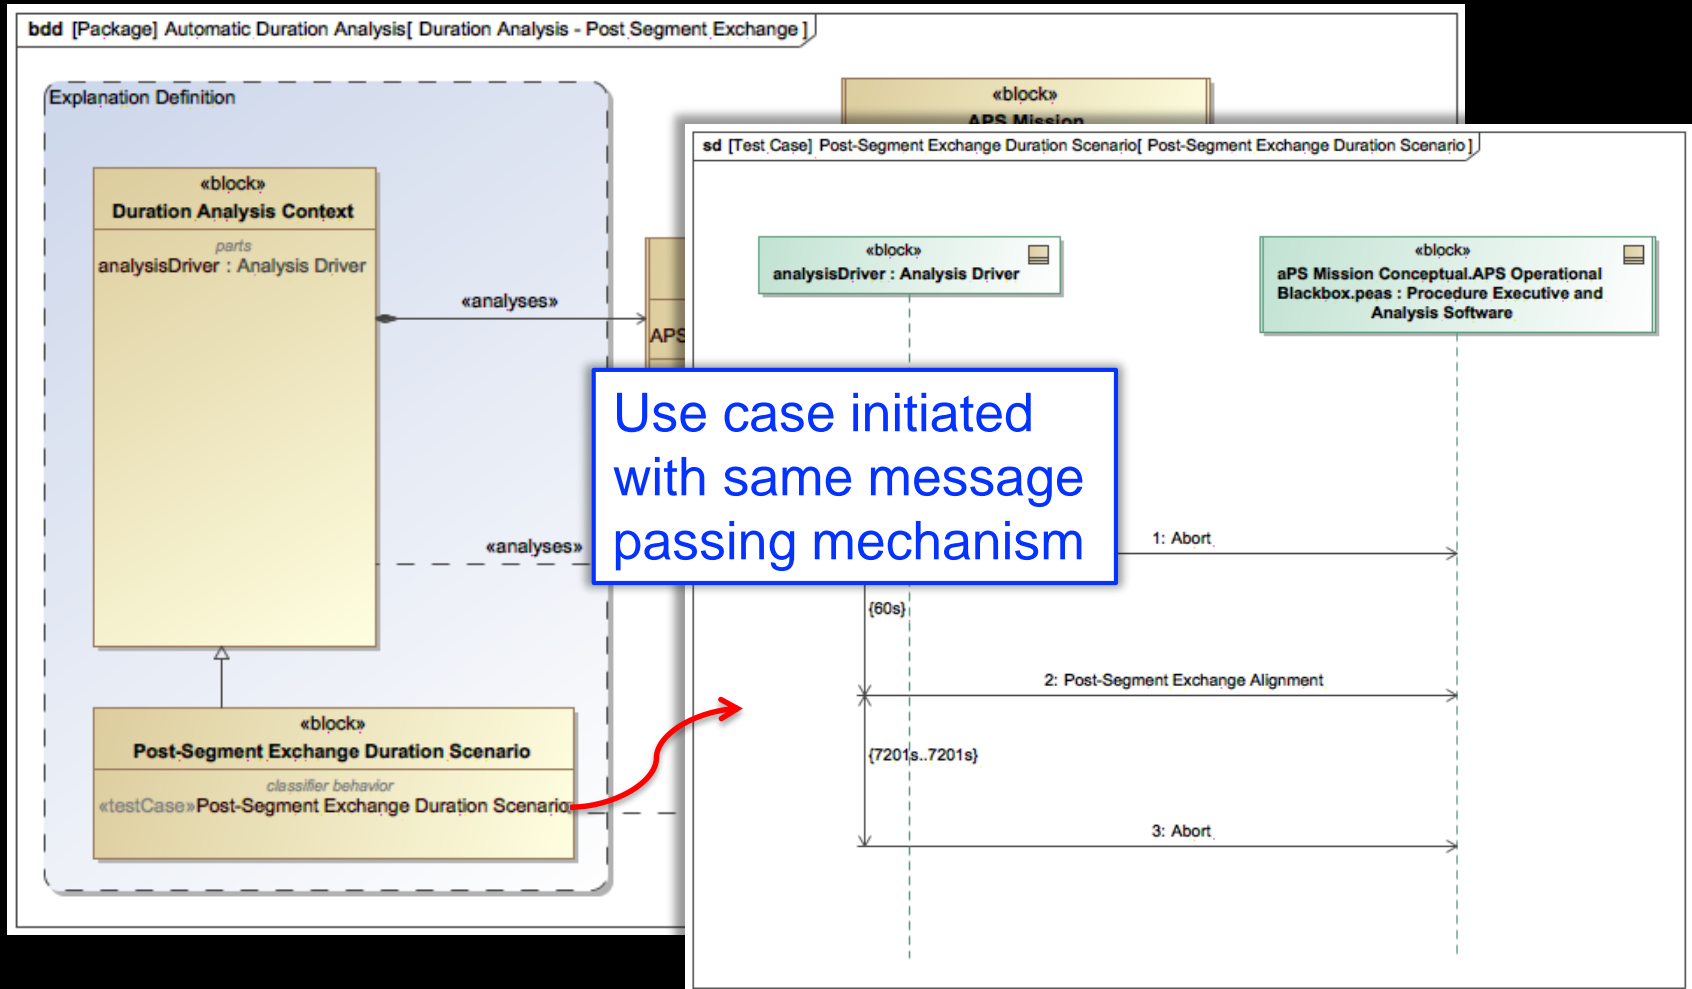 bdd [Package] Automatic Duration Analysis[ Duration Analysis - Post Segment Exchange ]
Explanation Definition
«block»
Duration Analysis Context
parts
analysisDriver : Analysis Driver
«analyses»
«analyses»
«block»
Post-Segment Exchange Duration Scenario
classifier behavior
«testCase»Post-Segment Exchange Duration Scenario
«block»
APS Mission
APS
sd [Test Case] Post-Segment Exchange Duration Scenario[ Post-Segment Exchange Duration Scenario ]
«block»
analysisDriver : Analysis Driver
«block»
aPS Mission Conceptual.APS Operational
Blackbox.peas : Procedure Executive and
Analysis Software
Use case initiated
with same message
passing mechanism
1: Abort
{60s}
2: Post-Segment Exchange Alignment
{7201s..7201s}
3: Abort